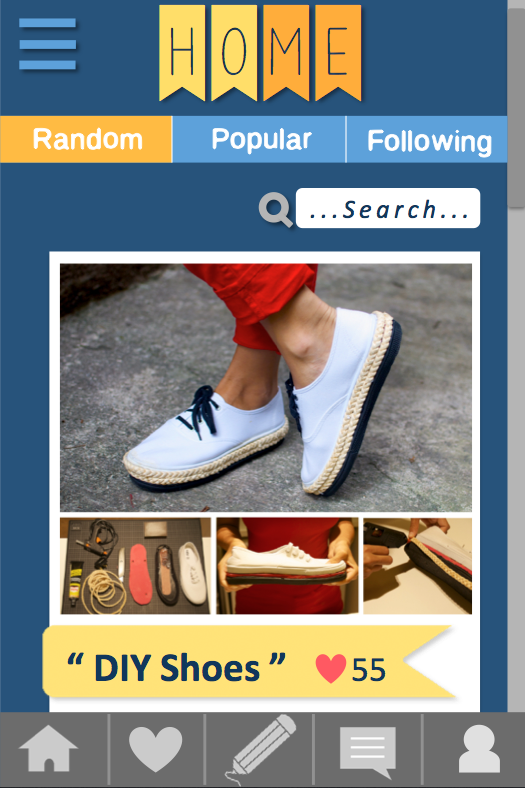 HOME
Random Popular Following
...Search...
“ DIY Shoes ” 55